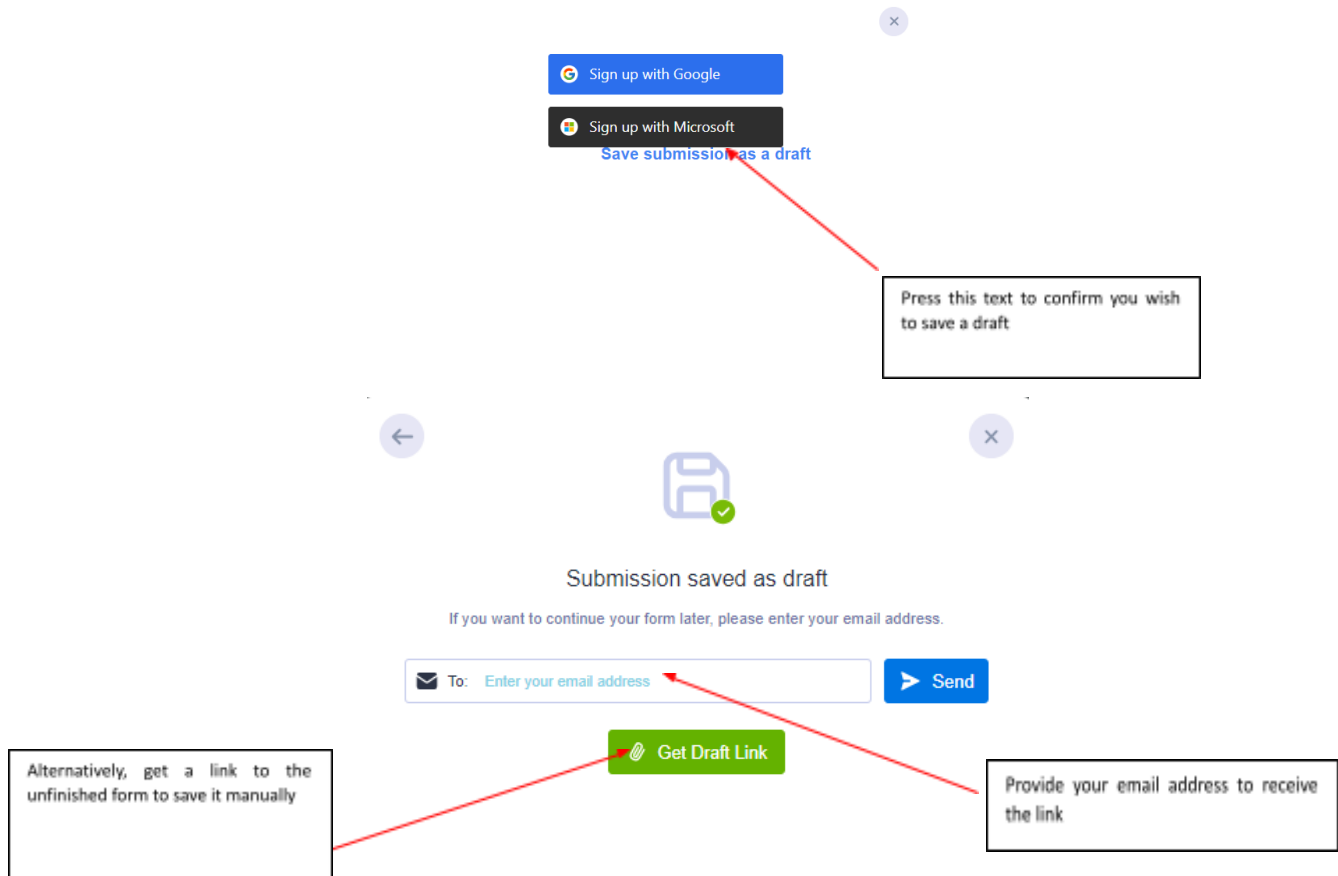 Sign up with Google
Sign up with Microsoft
Save submission as a draft
Press this text to confirm you wish
to save a draft
Submission saved as draft
If you want to continue your form later, please enter your email address.
To: Enter your email address
Send
Get Draft Link
Alternatively, get a link to the
unfinished form to save it manually
Provide your email address to receive
the link